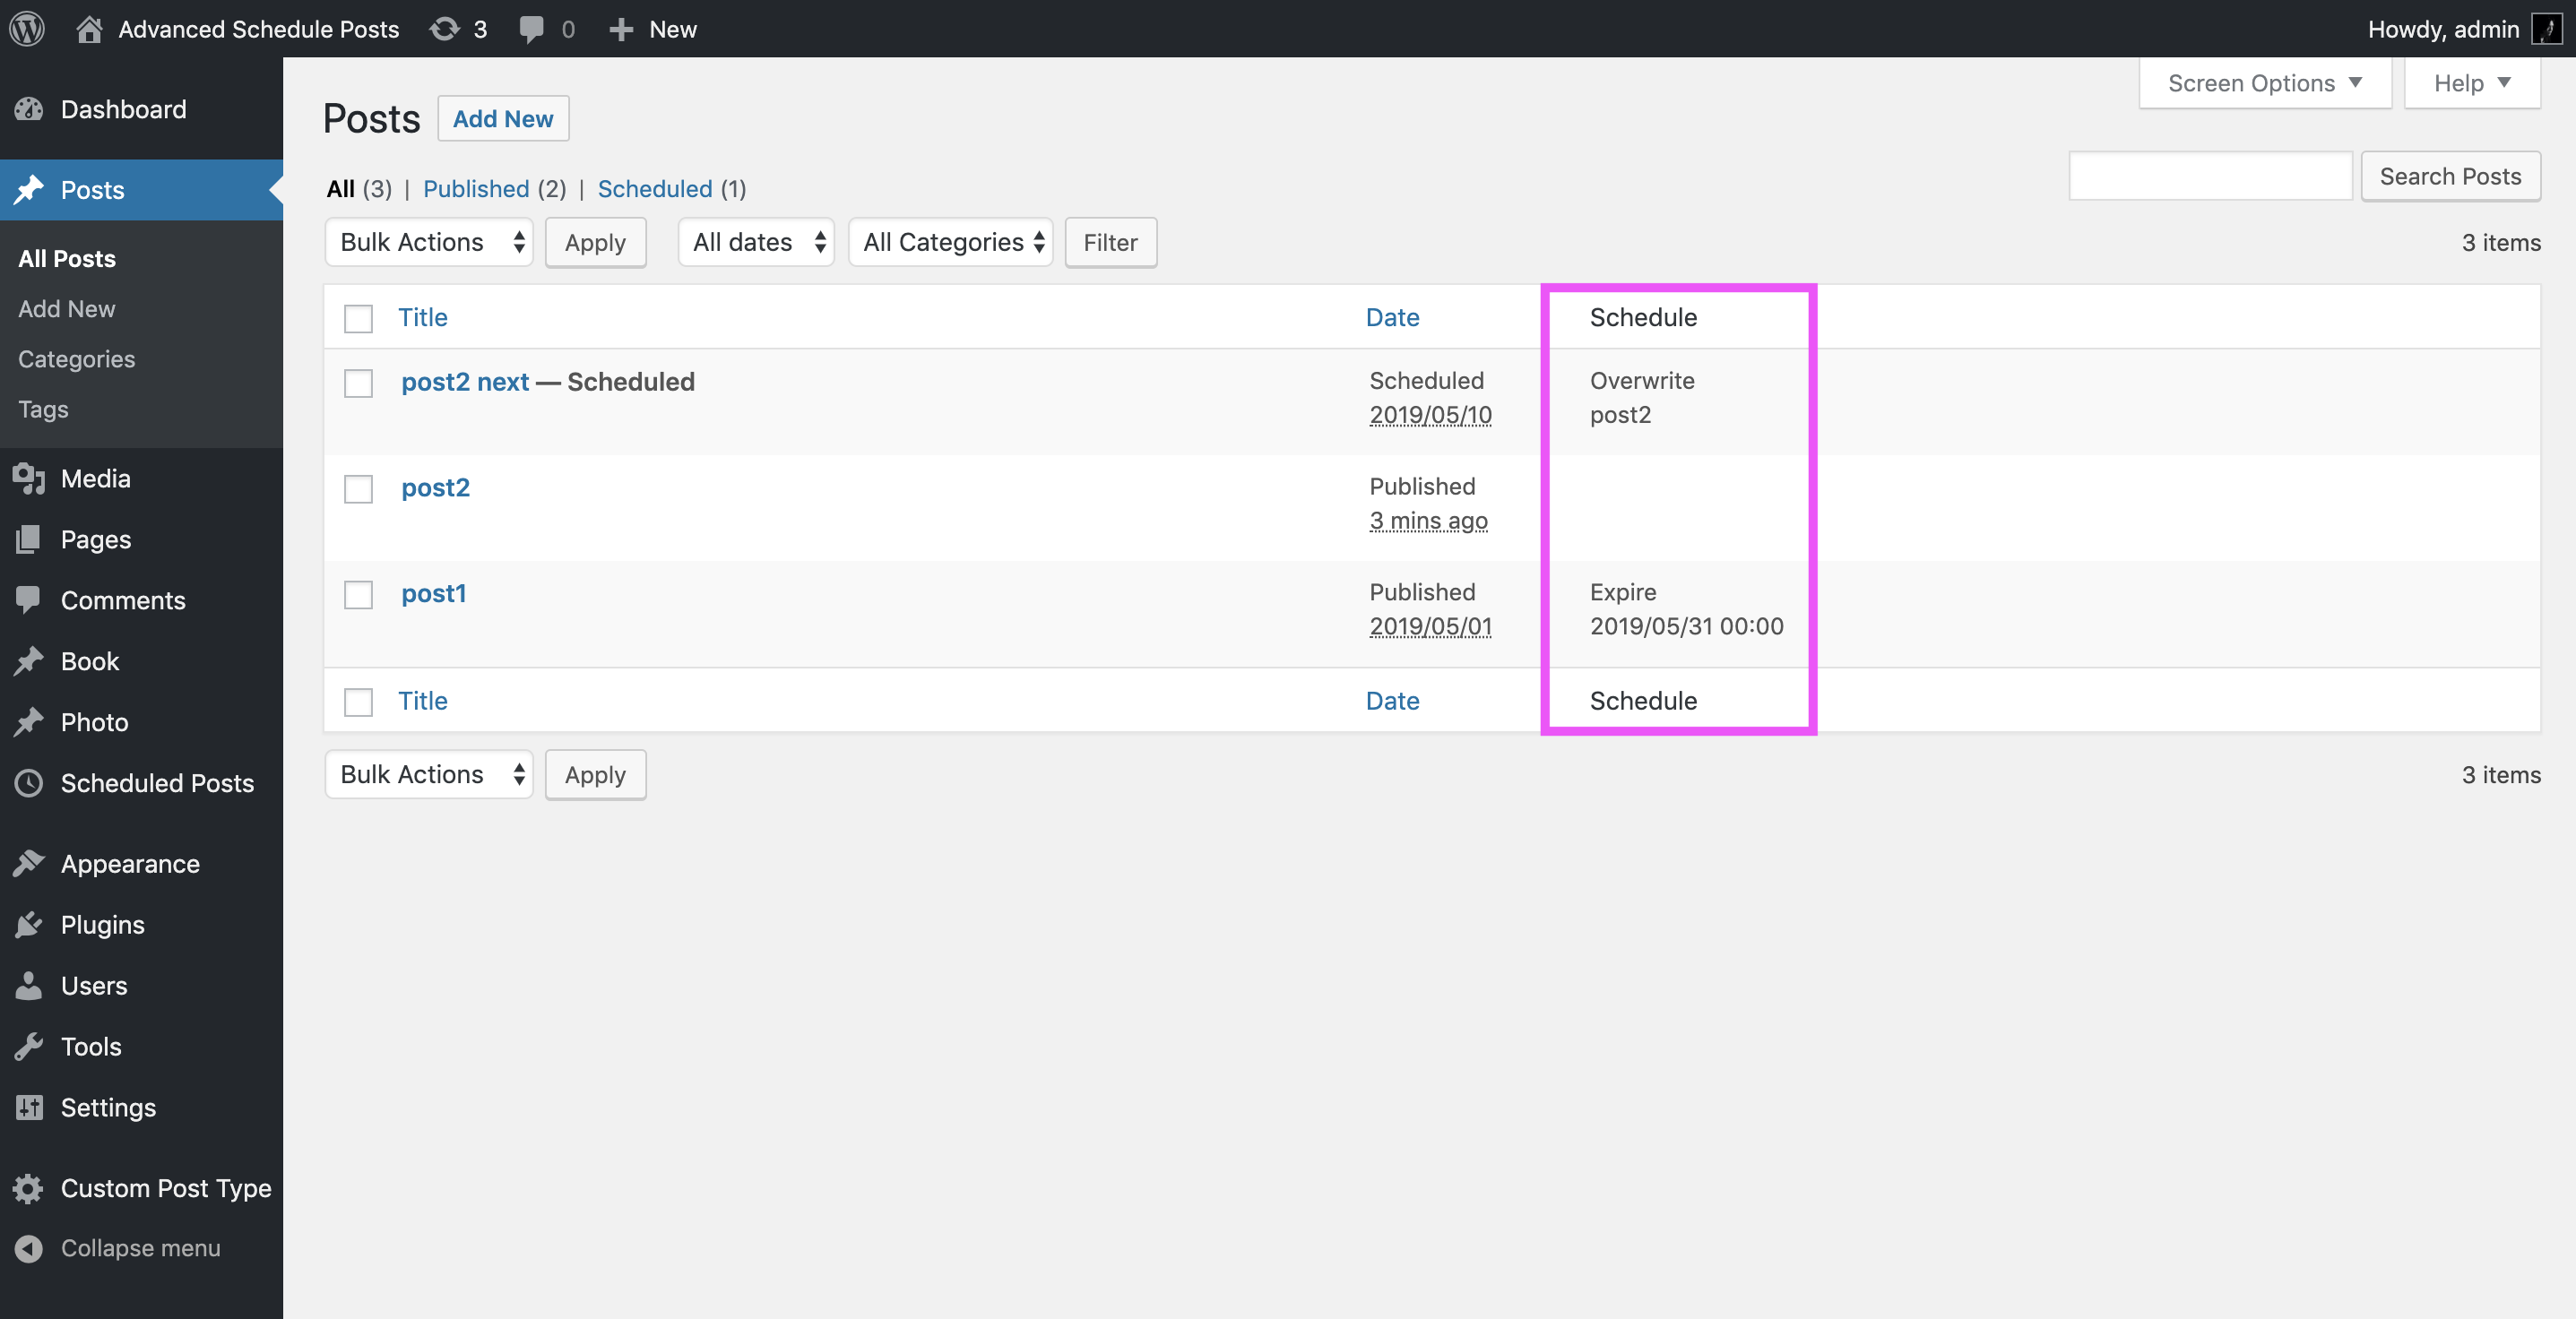 Advanced Schedule Posts 3 0 New Howdy, admin
Screen Options Help
Dashboard
Posts
All Posts
Add New
Categories
Tags
Media
Pages
Comments
Book
Photo
Scheduled Posts
Appearance
Plugins
Users
Tools
Settings
Custom Post Type
Collapse menu
Posts Add New
All (3) | Published (2) | Scheduled (1)
Search Posts
Bulk Actions Apply All dates All Categories Filter 3 items
Title Date Schedule
post2 next — Scheduled Scheduled Overwrite
2019/05/10 post2
post2 Published
3 mins ago
post1 Published Expire
2019/05/01 2019/05/31 00:00
Title Date Schedule
Bulk Actions Apply 3 items